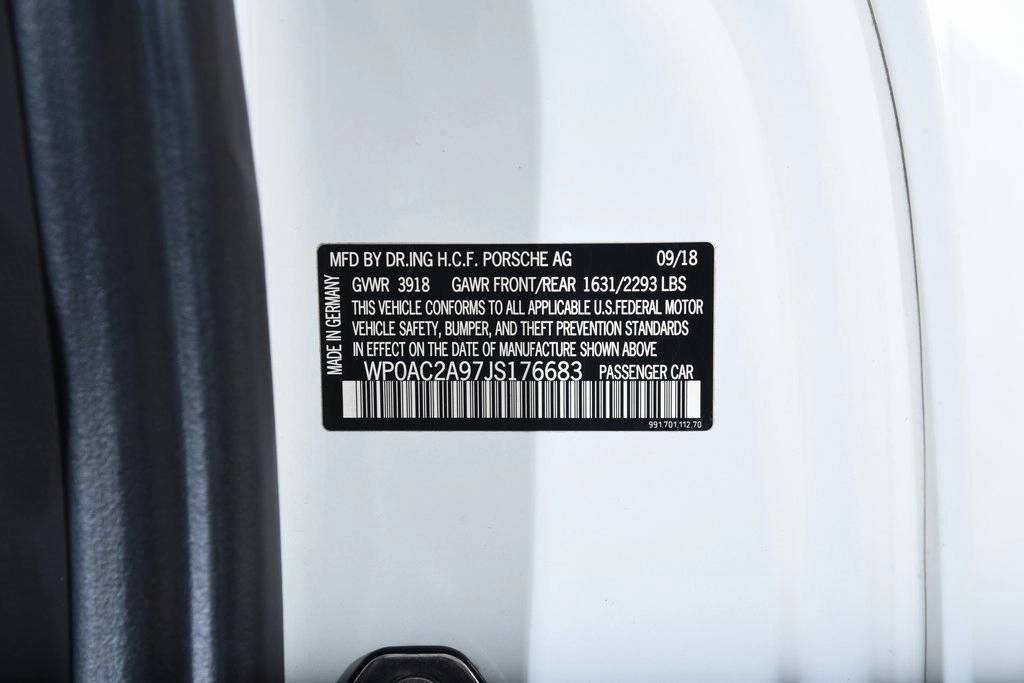 MFD BY DR.ING H.C.F. PORSCHE AG 09/18
MADE IN GERMANY
GVWR 3918 GAWR FRONT/REAR 1631/2293 LBS
THIS VEHICLE CONFORMS TO ALL APPLICABLE U.S.FEDERAL MOTOR
VEHICLE SAFETY, BUMPER, AND THEFT PREVENTION STANDARDS
IN EFFECT ON THE DATE OF MANUFACTURE SHOWN ABOVE
WP0AC2A97JS176683 PASSENGER CAR
991.701.112.70